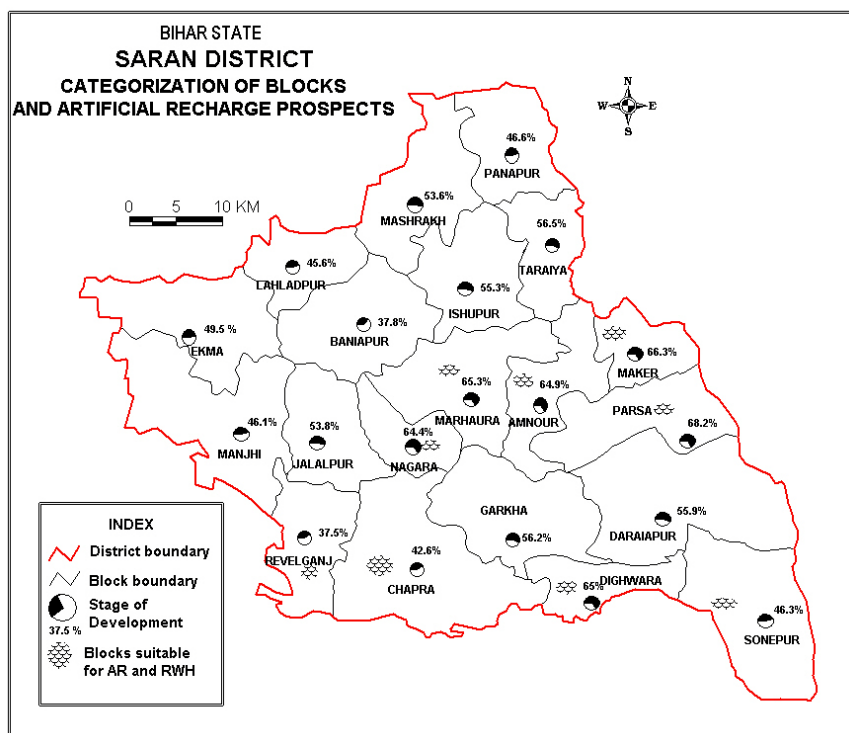 BIHAR STATE
SARAN DISTRICT
CATEGORIZATION OF BLOCKS
AND ARTIFICIAL RECHARGE PROSPECTS
N
W E
S
0 5 10 KM
46.6%
PANAPUR
53.6%
MASHRAKH
56.5%
TARAIYA
45.6%
LAHLADPUR
55.3%
ISHUPUR
37.8%
BANIAPUR
49.5 %
EKMA
66.3%
MAKER
65.3%
MARHAURA
64.9%
AMNOUR
PARSA
68.2%
46.1%
MANJHI
53.8%
JALALPUR
64.4%
NAGARA
GARKHA
56.2%
55.9%
DARAIAPUR
37.5%
REVELGANJ
42.6%
CHAPRA
DIGHWARA
65%
46.3%
SONEPUR
INDEX
District boundary
Block boundary
Stage of
Development
37.5 %
Blocks suitable
for AR and RWH